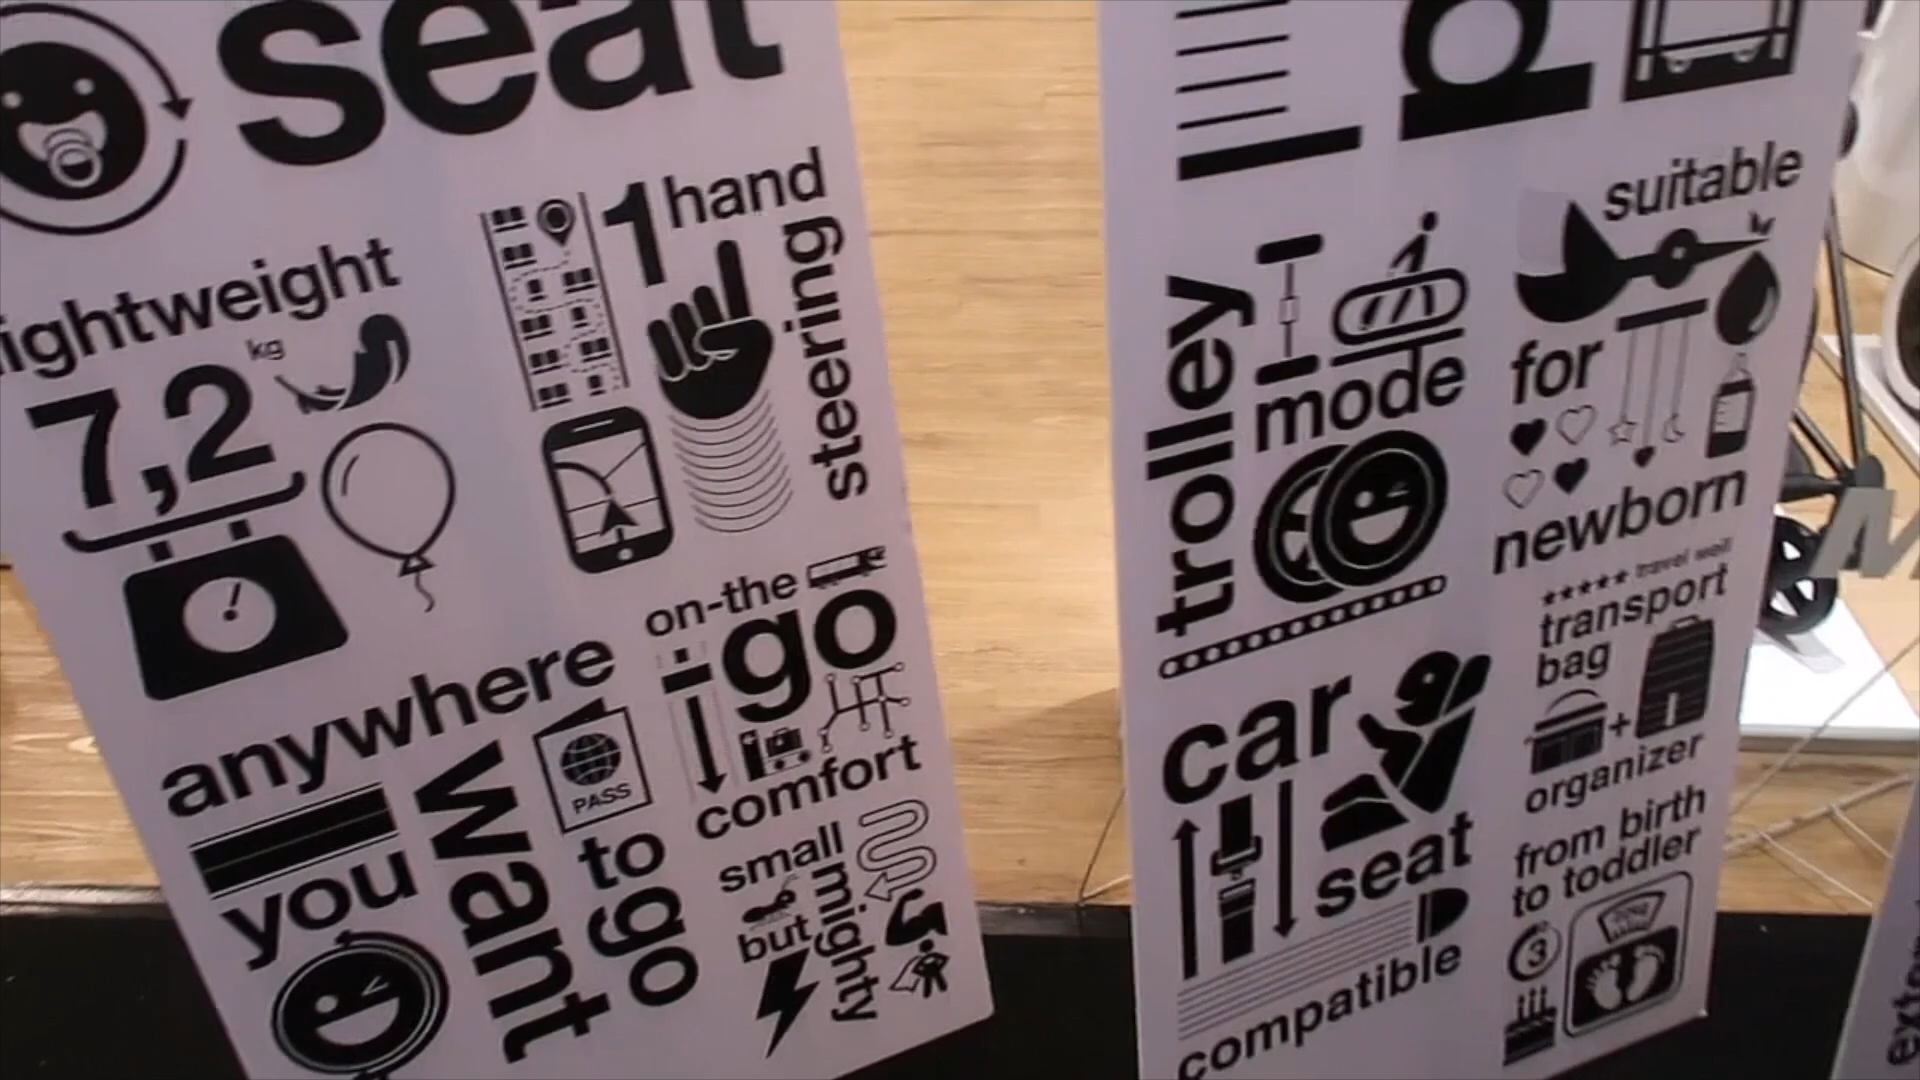 seat
lightweight
7,2 kg
1 hand
steering
anywhere
you
want
PASS
to
go
on-the
go
comfort
small
but
mighty
trolley
mode
suitable
for
newborn
***** travel well
transport
bag
+
organizer
car
seat
compatible
from birth
to toddler
3